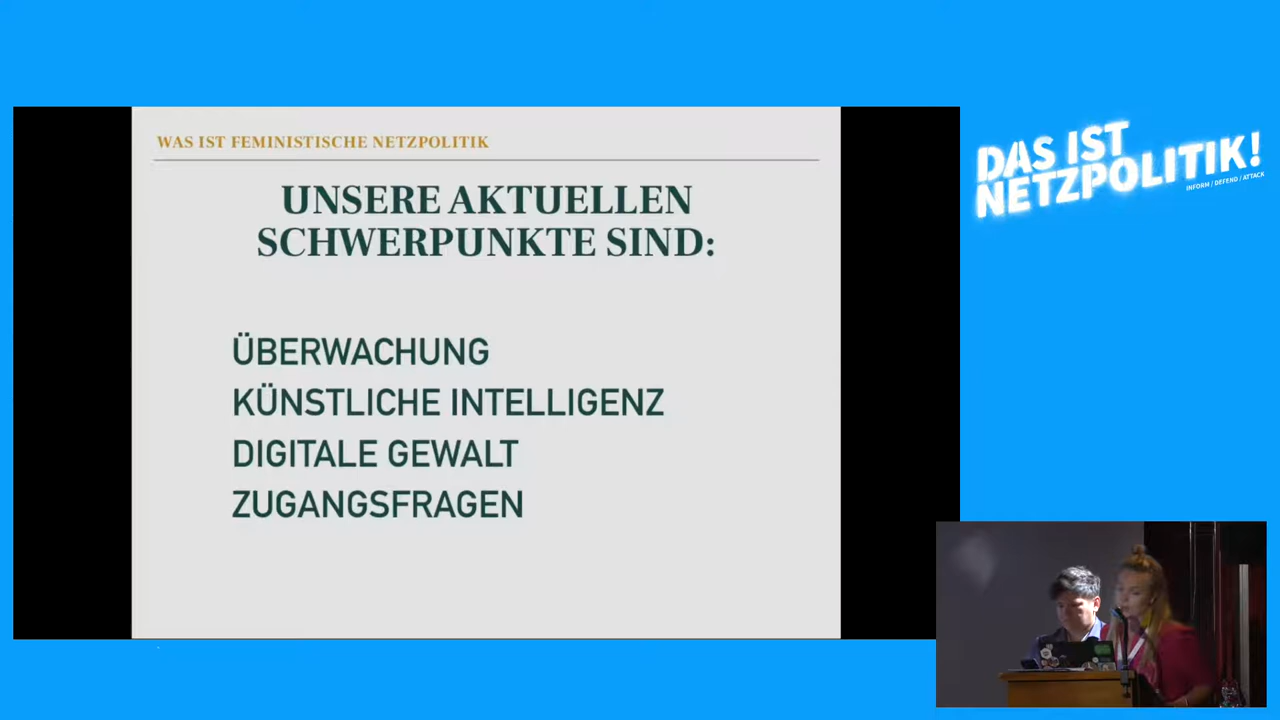 WAS IST FEMINISTISCHE NETZPOLITIK
UNSERE AKTUELLEN
SCHWERPUNKTE SIND:
ÜBERWACHUNG
KÜNSTLICHE INTELLIGENZ
DIGITALE GEWALT
ZUGANGSFRAGEN
DAS IST
NETZPOLITIK!
INFORM / DEFEND / ATTACK